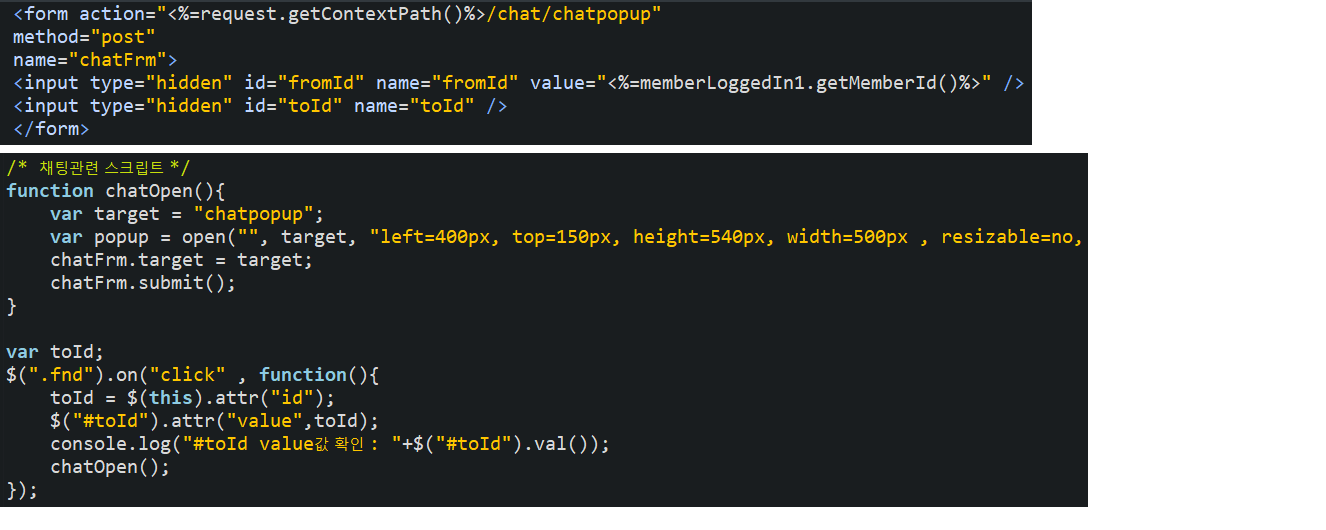 <form action="<%=request.getContextPath()%>/chat/chatpopup"
method="post"
name="chatFrm">
<input type="hidden" id="fromId" name="fromId" value="<%=memberLoggedIn1.getMemberId()%>" />
<input type="hidden" id="toId" name="toId" />
</form>
/* 채팅관련 스크립트 */
function chatOpen(){
    var target = "chatpopup";
    var popup = open("", target, "left=400px, top=150px, height=540px, width=500px , resizable=no,
    chatFrm.target = target;
    chatFrm.submit();
}
var toId;
$(".fnd").on("click" , function(){
    toId = $(this).attr("id");
    $("#toId").attr("value",toId);
    console.log("#toId value값 확인 : "+$("#toId").val());
    chatOpen();
});